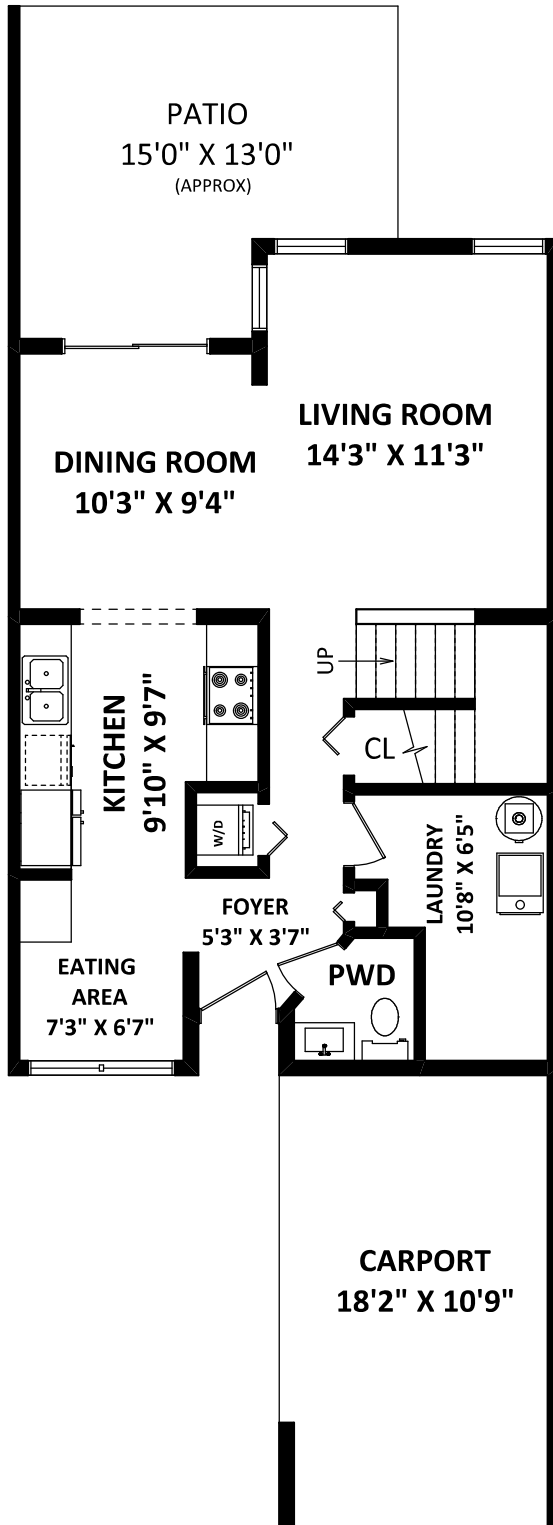 PATIO
15'0" X 13'0"
(APPROX)
LIVING ROOM
14'3" X 11'3"
DINING ROOM
10'3" X 9'4"
UP
KITCHEN
9'10" X 9'7"
CL
W/D
LAUNDRY
10'8" X 6'5"
FOYER
5'3" X 3'7"
EATING
AREA
7'3" X 6'7"
PWD
CARPORT
18'2" X 10'9"